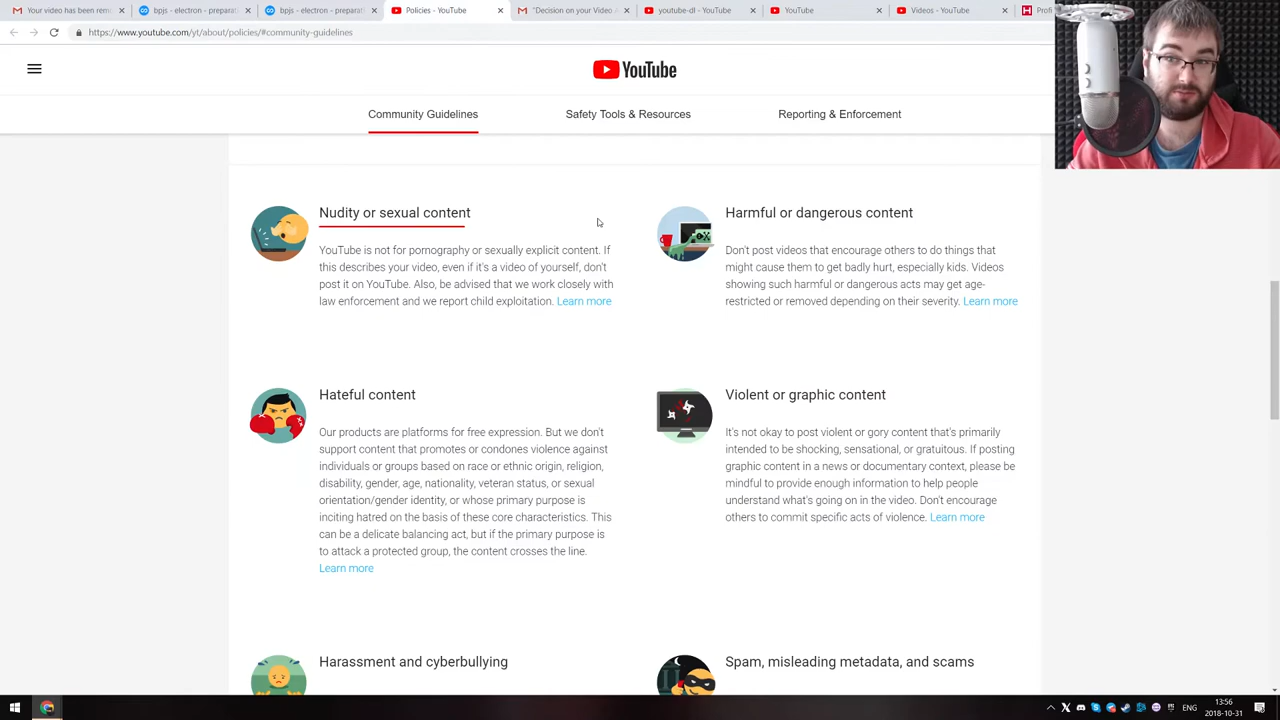 Your video has been remo
bpjs - electron - preparat
bpjs - electron - preparat
Policies - YouTube
"Decision on your Video A
youtube-dl - YouTube
YouTube
Videos - YouTube
Profi
https://www.youtube.com/yt/about/policies/#community-guidelines
YouTube
Community Guidelines
Safety Tools & Resources
Reporting & Enforcement
Nudity or sexual content
YouTube is not for pornography or sexually explicit content. If
this describes your video, even if it's a video of yourself, don't
post it on YouTube. Also, be advised that we work closely with
law enforcement and we report child exploitation. Learn more
Harmful or dangerous content
Don't post videos that encourage others to do things that
might cause them to get badly hurt, especially kids. Videos
showing such harmful or dangerous acts may get age-
restricted or removed depending on their severity. Learn more
Hateful content
Our products are platforms for free expression. But we don't
support content that promotes or condones violence against
individuals or groups based on race or ethnic origin, religion,
disability, gender, age, nationality, veteran status, or sexual
orientation/gender identity, or whose primary purpose is
inciting hatred on the basis of these core characteristics. This
can be a delicate balancing act, but if the primary purpose is
to attack a protected group, the content crosses the line.
Learn more
Violent or graphic content
It's not okay to post violent or gory content that's primarily
intended to be shocking, sensational, or gratuitous. If posting
graphic content in a news or documentary context, please be
mindful to provide enough information to help people
understand what's going on in the video. Don't encourage
others to commit specific acts of violence. Learn more
Harassment and cyberbullying
Spam, misleading metadata, and scams
ENG
13:56
2018-10-31